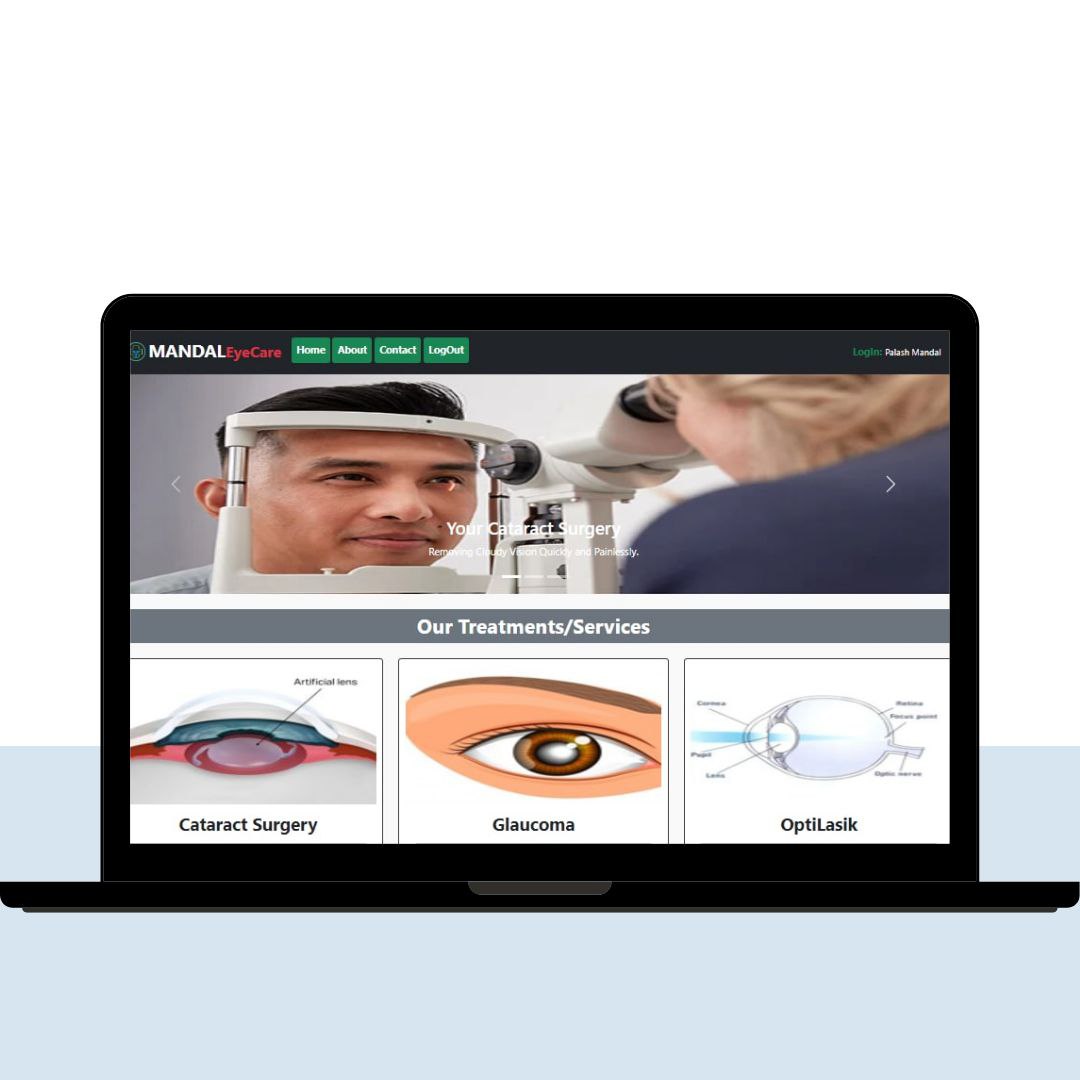 MANDALEyeCare Home About Contact LogOut LogIn: Palash Mandal
Your Cataract Surgery
Removing Cloudy Vision Quickly and Painlessly.
Our Treatments/Services
Artificial lens
Cornea
Pupil
Lens
Retina
Focus point
Optic nerve
Cataract Surgery
Glaucoma
OptiLasik